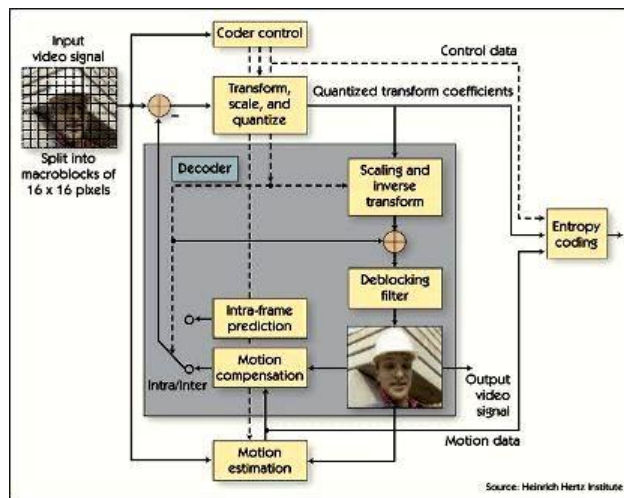 Input
video signal
Coder control
Control data
Transform,
scale, and
quantize
Quantized transform coefficients
Split into
macroblocks of
16 x 16 pixels
Decoder
Scaling and
inverse
transform
Entropy
coding
Deblocking
filter
Intra-frame
prediction
Motion
compensation
Intra/Inter
Output
video
signal
Motion data
Motion
estimation
Source: Heinrich Hertz Institute